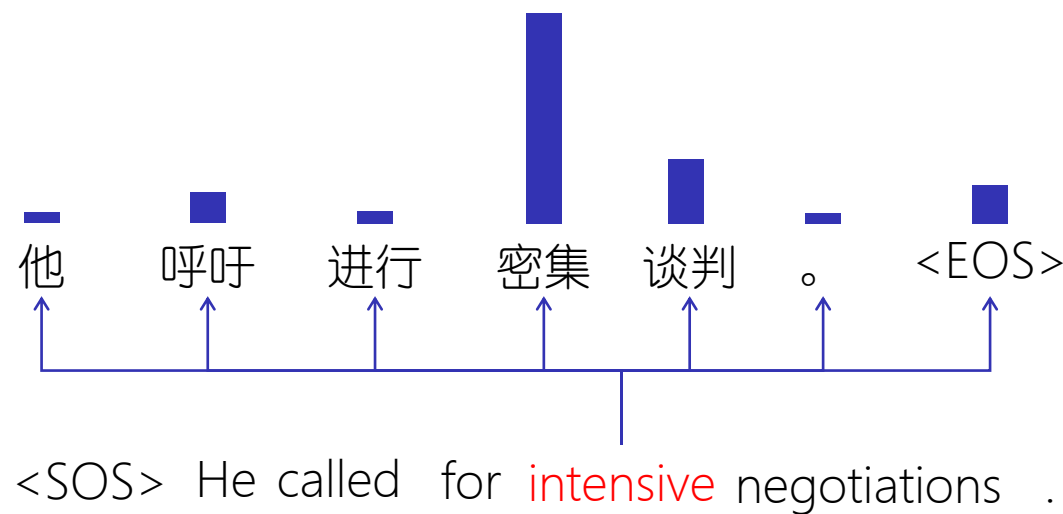 他 呼吁 进行 密集 谈判 。 <EOS>
<SOS> He called for intensive negotiations .